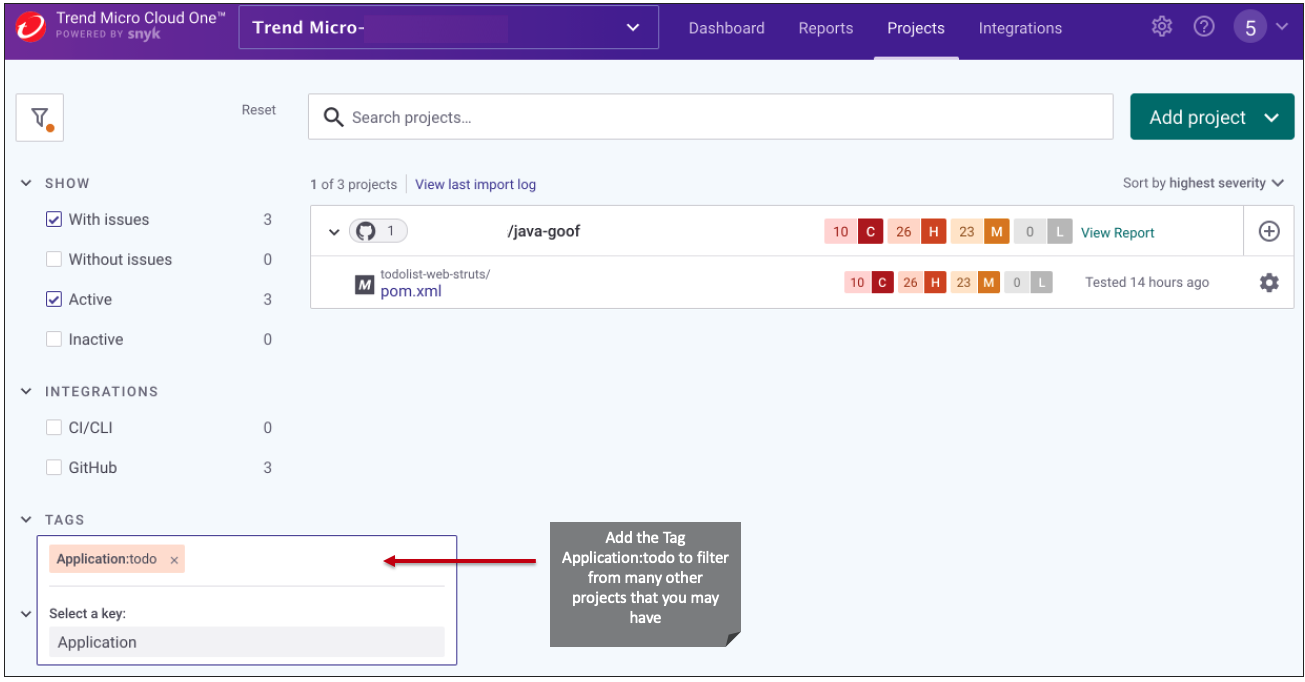 Trend Micro Cloud One™
POWERED BY snyk
Trend Micro-
Dashboard
Reports
Projects
Integrations
5
Reset
Search projects...
Add project
SHOW
With issues 3
Without issues 0
Active 3
Inactive 0
INTEGRATIONS
CI/CLI 0
GitHub 3
TAGS
Application:todo ×
Select a key:
Application
1 of 3 projects
View last import log
Sort by highest severity
1 /java-goof 10 C 26 H 23 M 0 L View Report
M todolist-web-struts/
pom.xml 10 C 26 H 23 M 0 L Tested 14 hours ago
Add the Tag
Application:todo to filter
from many other
projects that you may
have